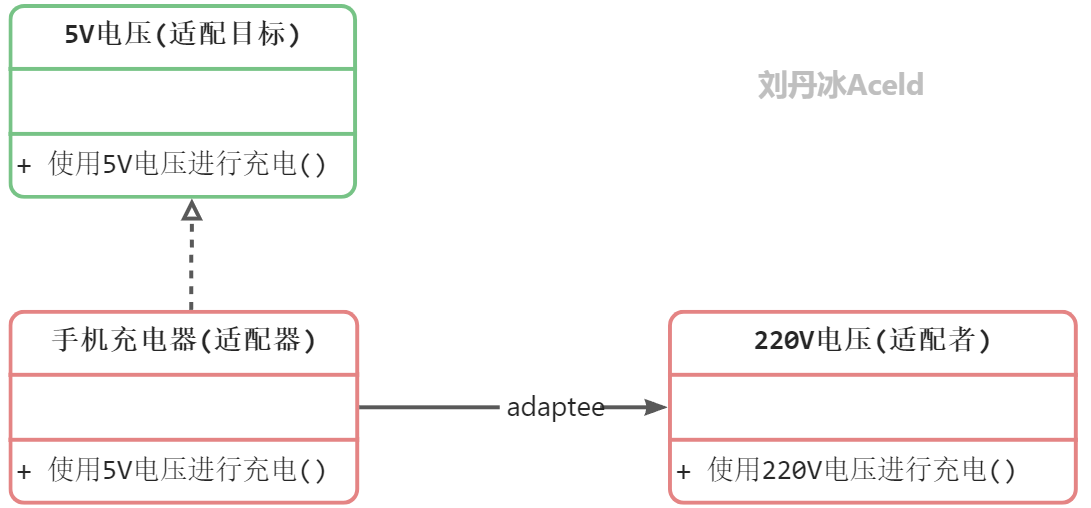 5V电压(适配目标)
刘丹冰Aceld
+ 使用5V电压进行充电()
手机充电器(适配器)
220V电压(适配者)
adaptee
+ 使用5V电压进行充电()
+ 使用220V电压进行充电()